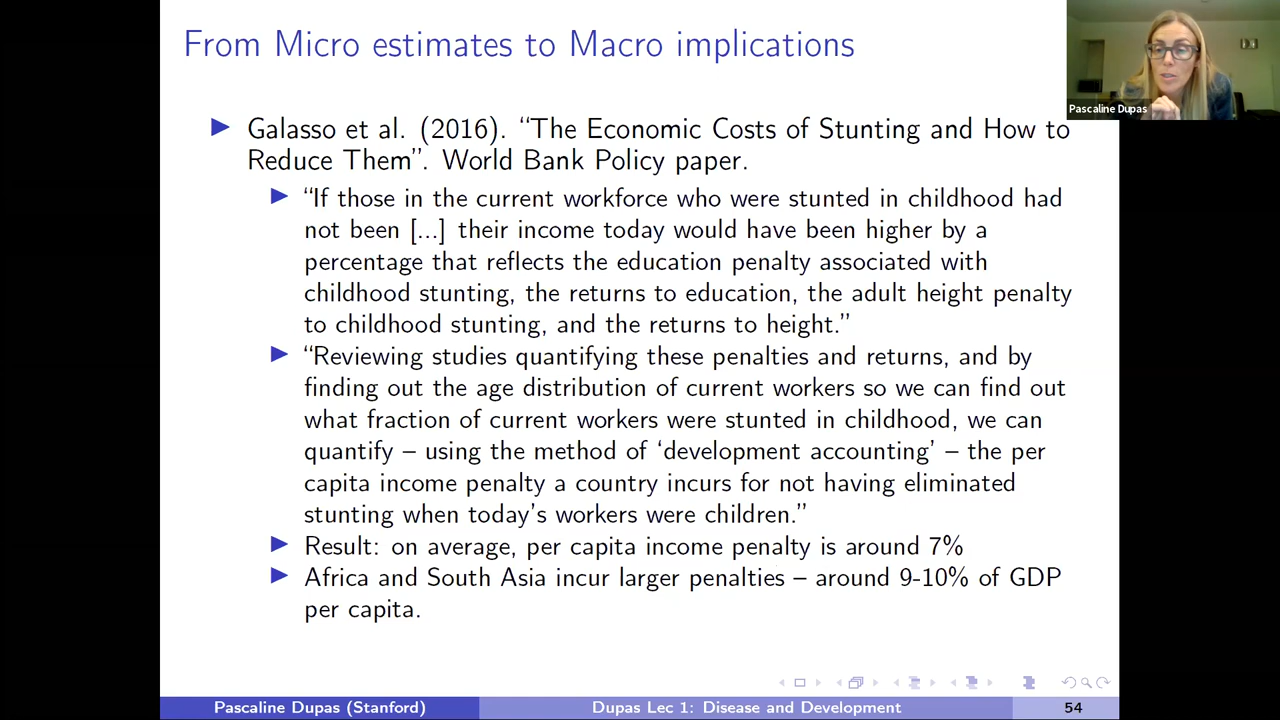 From Micro estimates to Macro implications
Pascaline Dupas
Galasso et al. (2016). “The Economic Costs of Stunting and How to
Reduce Them”. World Bank Policy paper.
“If those in the current workforce who were stunted in childhood had
not been [...] their income today would have been higher by a
percentage that reflects the education penalty associated with
childhood stunting, the returns to education, the adult height penalty
to childhood stunting, and the returns to height.”
“Reviewing studies quantifying these penalties and returns, and by
finding out the age distribution of current workers so we can find out
what fraction of current workers were stunted in childhood, we can
quantify – using the method of ‘development accounting’ – the per
capita income penalty a country incurs for not having eliminated
stunting when today’s workers were children.”
Result: on average, per capita income penalty is around 7%
Africa and South Asia incur larger penalties – around 9-10% of GDP
per capita.
Pascaline Dupas (Stanford) Dupas Lec 1: Disease and Development 54